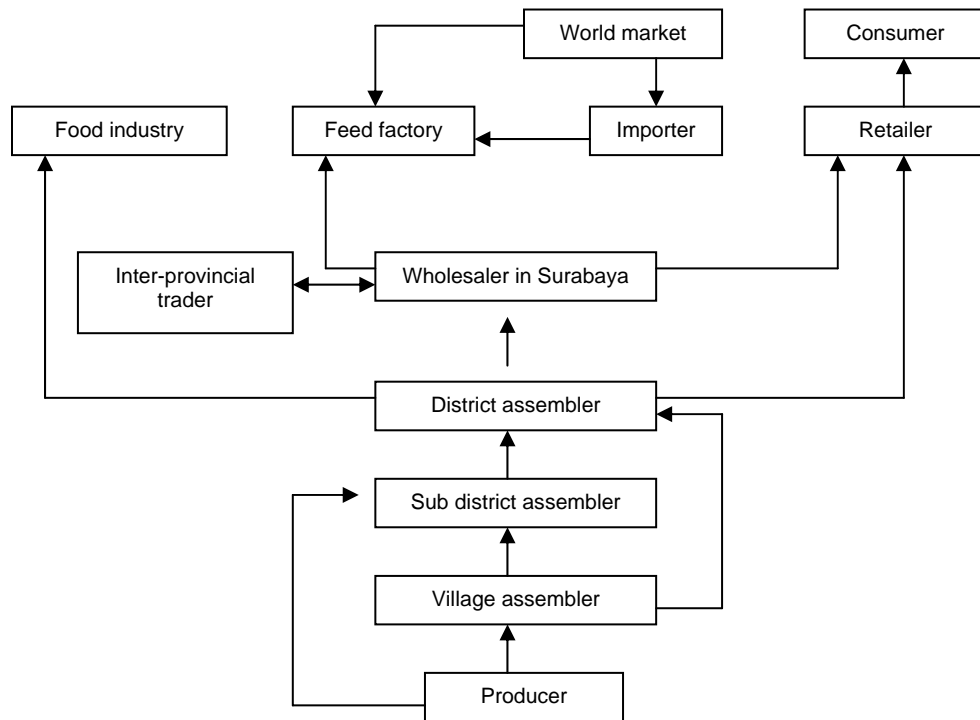 World market
Consumer
Food industry
Feed factory
Importer
Retailer
Inter-provincial
trader
Wholesaler in Surabaya
District assembler
Sub district assembler
Village assembler
Producer